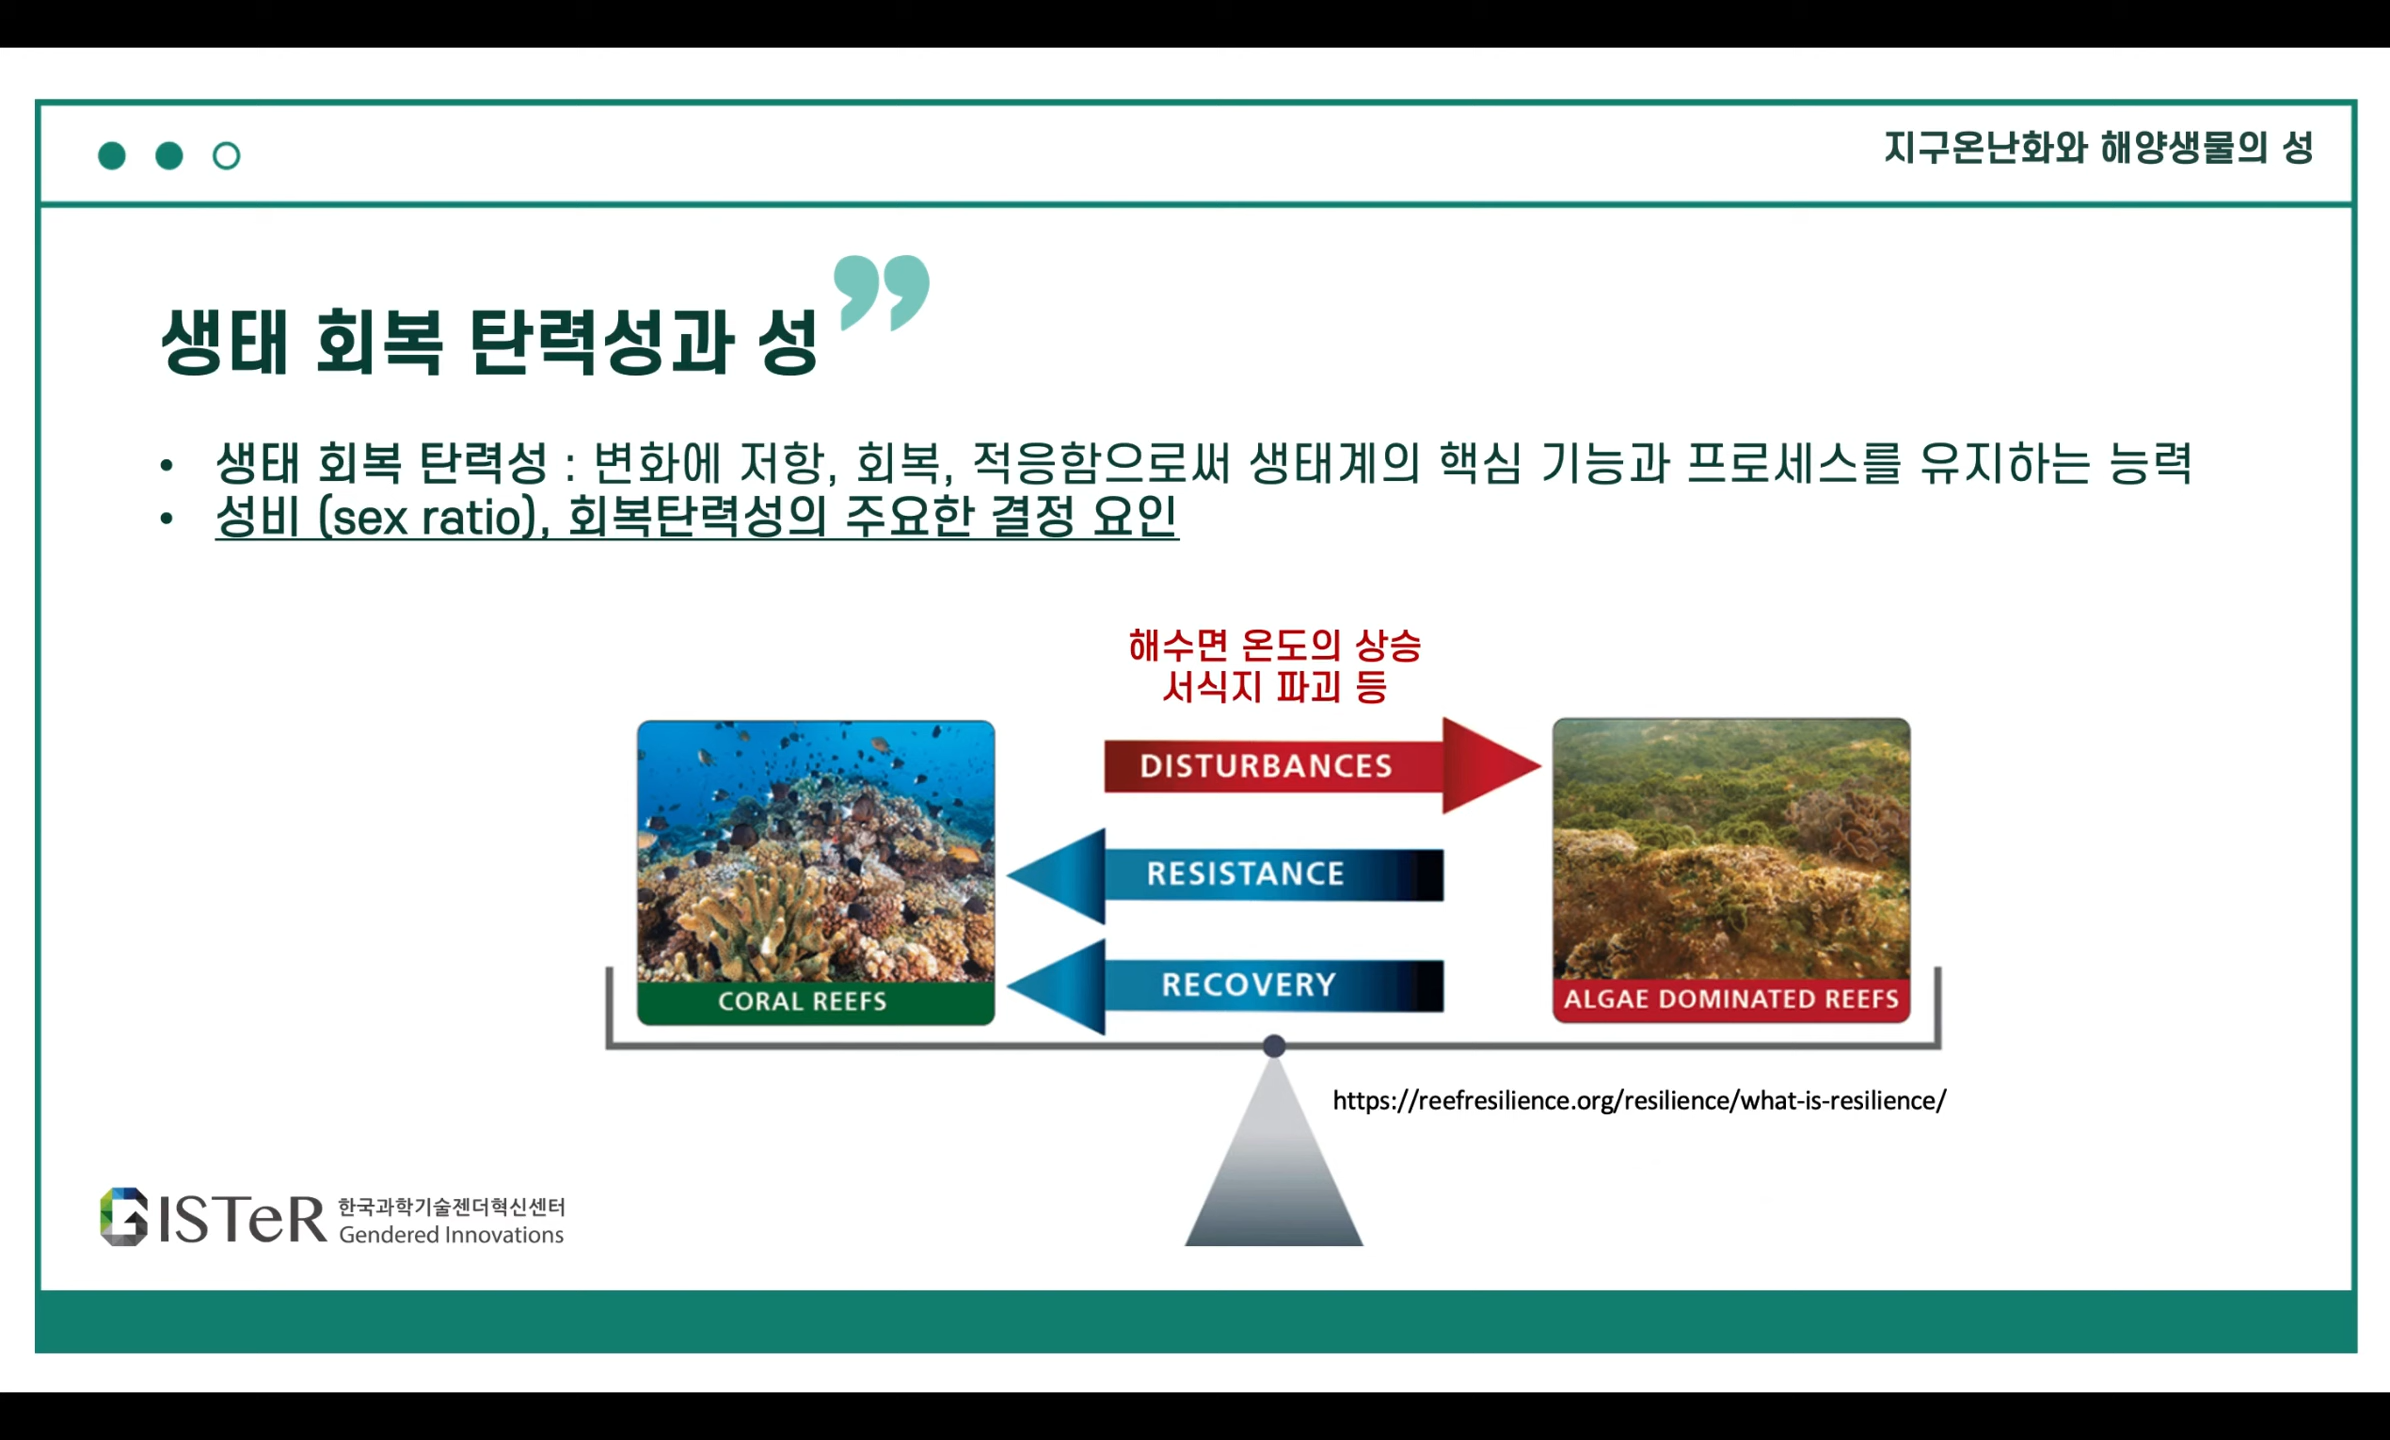 지구온난화와 해양생물의 성
생태 회복 탄력성과 성”
• 생태 회복 탄력성 : 변화에 저항, 회복, 적응함으로써 생태계의 핵심 기능과 프로세스를 유지하는 능력
• 성비 (sex ratio), 회복탄력성의 주요한 결정 요인
해수면 온도의 상승
서식지 파괴 등
DISTURBANCES
RESISTANCE
RECOVERY
CORAL REEFS
ALGAE DOMINATED REEFS
https://reefresilience.org/resilience/what-is-resilience/
GISTeR 한국과학기술젠더혁신센터
Gendered Innovations